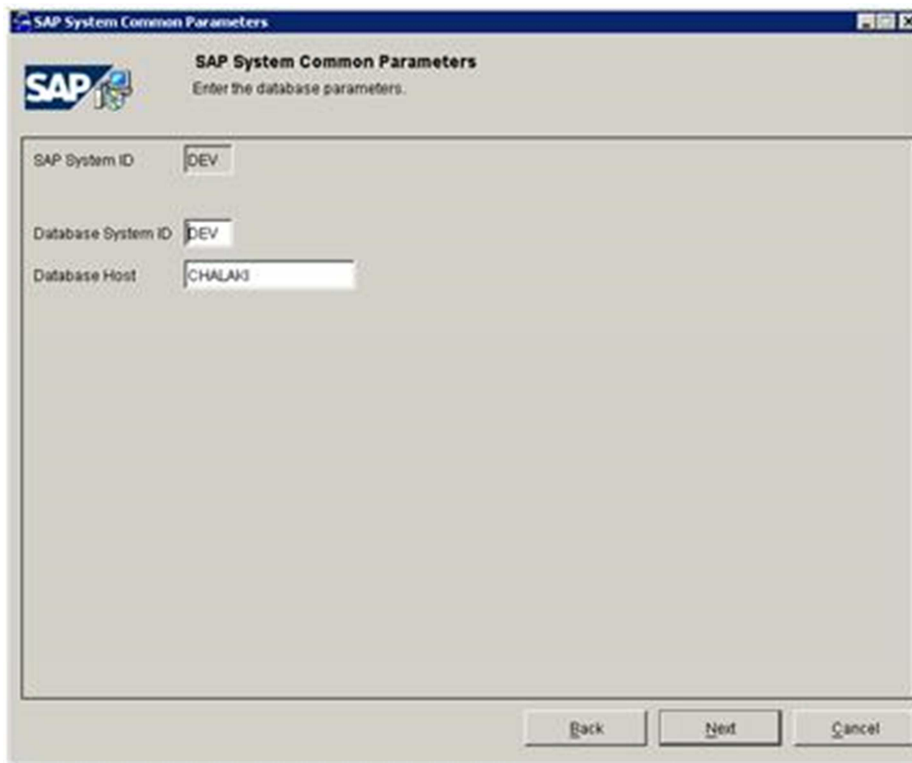 SAP System Common Parameters
SAP
SAP System Common Parameters
Enter the database parameters.
SAP System ID DEV
Database System ID DEV
Database Host CHALAKI
Back Next Cancel